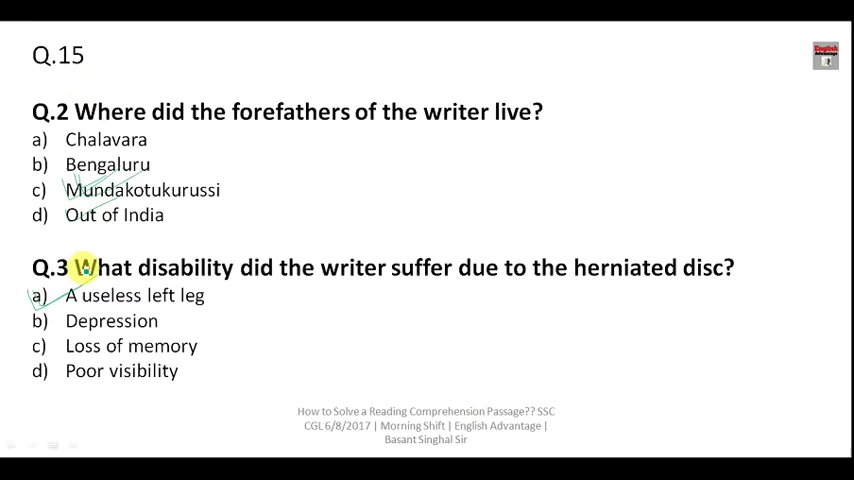 Q.15
English
Advantage
Q.2 Where did the forefathers of the writer live?
a) Chalavara
b) Bengaluru
c) Mundakotukurussi
d) Out of India
Q.3 What disability did the writer suffer due to the herniated disc?
a) A useless left leg
b) Depression
c) Loss of memory
d) Poor visibility
How to Solve a Reading Comprehension Passage?? SSC
CGL 6/8/2017 | Morning Shift | English Advantage |
Basant Singhal Sir